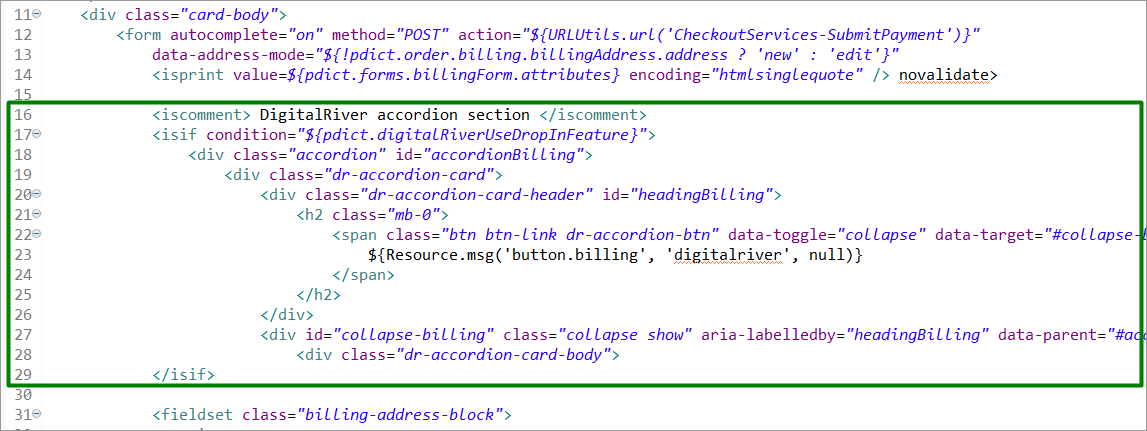 11 <div class="card-body">
12 <form autocomplete="on" method="POST" action="${URLUtils.url('CheckoutServices-SubmitPayment')}"
13 data-address-mode="${!pdict.order.billing.billingAddress.address ? 'new' : 'edit'}"
14 <isprint value=${pdict.forms.billingForm.attributes} encoding="htmlsinglequote" /> novalidate>
15
16 <iscomment> DigitalRiver accordion section </iscomment>
17 <isif condition="${pdict.digitalRiverUseDropInFeature}">
18 <div class="accordion" id="accordionBilling">
19 <div class="dr-accordion-card">
20 <div class="dr-accordion-card-header" id="headingBilling">
21 <h2 class="mb-0">
22 <span class="btn btn-link dr-accordion-btn" data-toggle="collapse" data-target="#collapse-
23 ${Resource.msg('button.billing', 'digitalriver', null)}
24 </span>
25 </h2>
26 </div>
27 <div id="collapse-billing" class="collapse show" aria-labelledby="headingBilling" data-parent="#acc
28 <div class="dr-accordion-card-body">
29 </isif>
30
31 <fieldset class="billing-address-block">